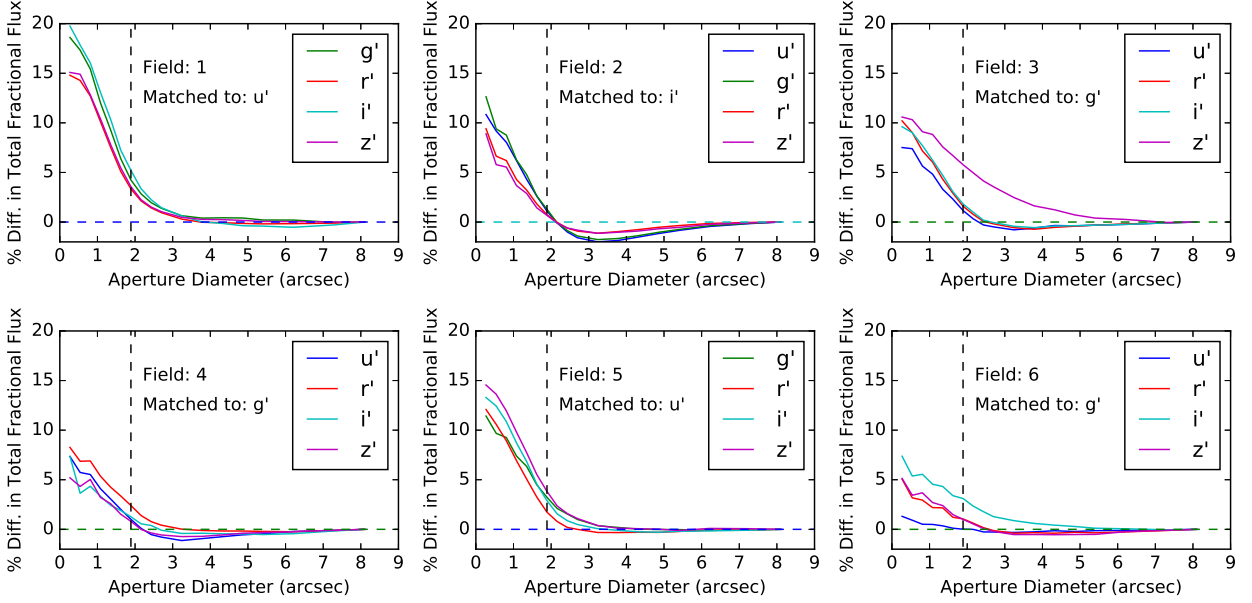 % Diff. in Total Fractional Flux
20
15
10
5
0
Field: 1
Matched to: u'
g'
r'
i'
z'
0 1 2 3 4 5 6 7 8 9
Aperture Diameter (arcsec)
% Diff. in Total Fractional Flux
20
15
10
5
0
Field: 2
Matched to: i'
u'
g'
r'
z'
0 1 2 3 4 5 6 7 8 9
Aperture Diameter (arcsec)
% Diff. in Total Fractional Flux
20
15
10
5
0
Field: 3
Matched to: g'
u'
r'
i'
z'
0 1 2 3 4 5 6 7 8 9
Aperture Diameter (arcsec)
% Diff. in Total Fractional Flux
20
15
10
5
0
Field: 4
Matched to: g'
u'
r'
i'
z'
0 1 2 3 4 5 6 7 8 9
Aperture Diameter (arcsec)
% Diff. in Total Fractional Flux
20
15
10
5
0
Field: 5
Matched to: u'
g'
r'
i'
z'
0 1 2 3 4 5 6 7 8 9
Aperture Diameter (arcsec)
% Diff. in Total Fractional Flux
20
15
10
5
0
Field: 6
Matched to: g'
u'
r'
i'
z'
0 1 2 3 4 5 6 7 8 9
Aperture Diameter (arcsec)